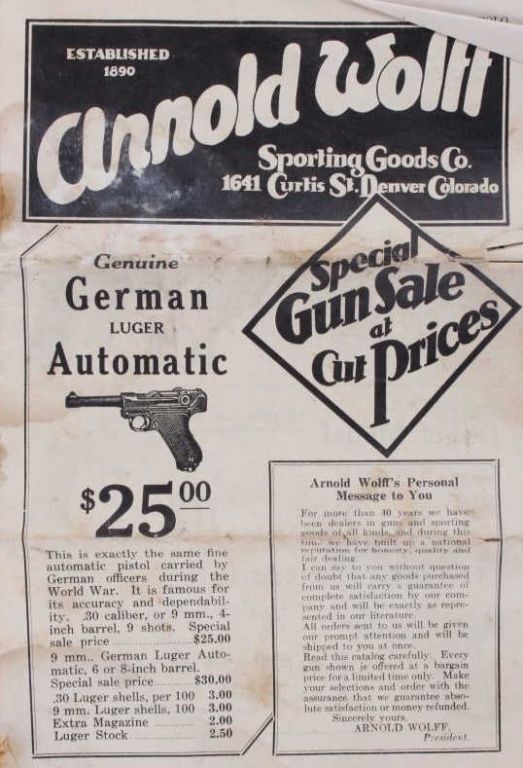 ESTABLISHED
1890
Arnold Wolff
Sporting Goods Co.
1641 Curtis St. Denver Colorado
Genuine
German
LUGER
Automatic
$25 00
This is exactly the same fine
automatic pistol carried by
German officers during the
World War. It is famous for
its accuracy and dependabil-
ity. .30 caliber, or 9 mm., 4-
inch barrel, 9 shots. Special
sale price $25.00
9 mm.. German Luger Auto-
matic, 6 or 8-inch barrel.
Special sale price $30.00
.30 Luger shells, per 100 3.00
9 mm. Luger shells, 100 3.00
Extra Magazine 2.00
Luger Stock 2.50
Special
Gun Sale
at
Cut Prices
Arnold Wolff's Personal
Message to You
For more than 40 years we have
been dealers in guns and sporting
goods of all kinds, and during this
time we have built up a national
reputation for honesty, quality and
fair dealing.
I can say to you without question
of doubt that any goods purchased
from us will carry a guarantee of
complete satisfaction by our com-
pany and will be exactly as repre-
sented in our literature.
All orders sent to us will be given
our prompt attention and will be
shipped to you at once.
Read this catalog carefully. Every
gun shown is offered at a bargain
price for a limited time only. Make
your selections and order with the
assurance that we guarantee abso-
lute satisfaction or money refunded.
Sincerely yours,
ARNOLD WOLFF,
President.